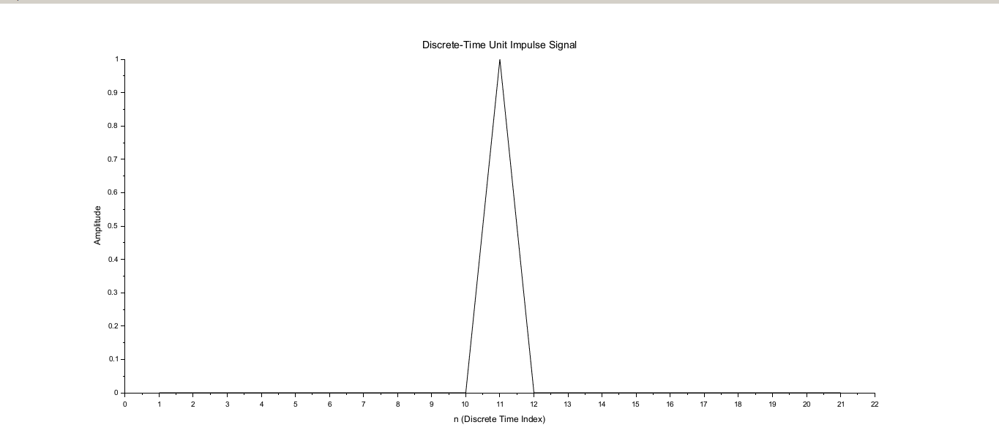 Discrete-Time Unit Impulse Signal
1
0.9
0.8
0.7
0.6
0.5
0.4
0.3
0.2
0.1
0
Amplitude
0 1 2 3 4 5 6 7 8 9 10 11 12 13 14 15 16 17 18 19 20 21 22
n (Discrete Time Index)